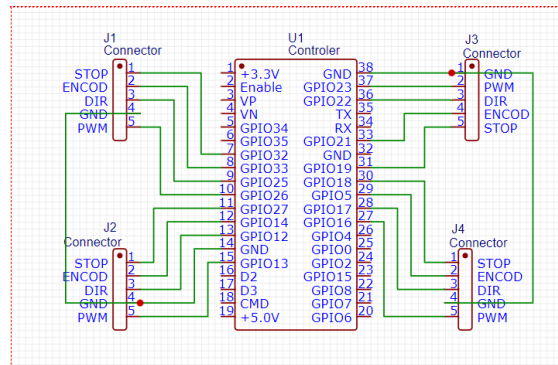 J1
Connector
1 STOP
2 ENCOD
3 DIR
4 GND
5 PWM
J2
Connector
1 STOP
2 ENCOD
3 DIR
4 GND
5 PWM
U1
Controler
1 +3.3V
2 Enable
3 VP
4 VN
5 GPIO34
6 GPIO35
7 GPIO32
8 GPIO33
9 GPIO25
10 GPIO26
11 GPIO27
12 GPIO14
13 GPIO12
14 GND
15 GPIO13
16 D2
17 D3
18 CMD
19 +5.0V
38 GND
37 GPIO23
36 GPIO22
35 TX
34 RX
33 GPIO21
32 GND
31 GPIO19
30 GPIO18
29 GPIO5
28 GPIO17
27 GPIO16
26 GPIO4
25 GPIO0
24 GPIO2
23 GPIO15
22 GPIO8
21 GPIO7
20 GPIO6
J3
Connector
1 GND
2 PWM
3 DIR
4 ENCOD
5 STOP
J4
Connector
1 STOP
2 ENCOD
3 DIR
4 GND
5 PWM